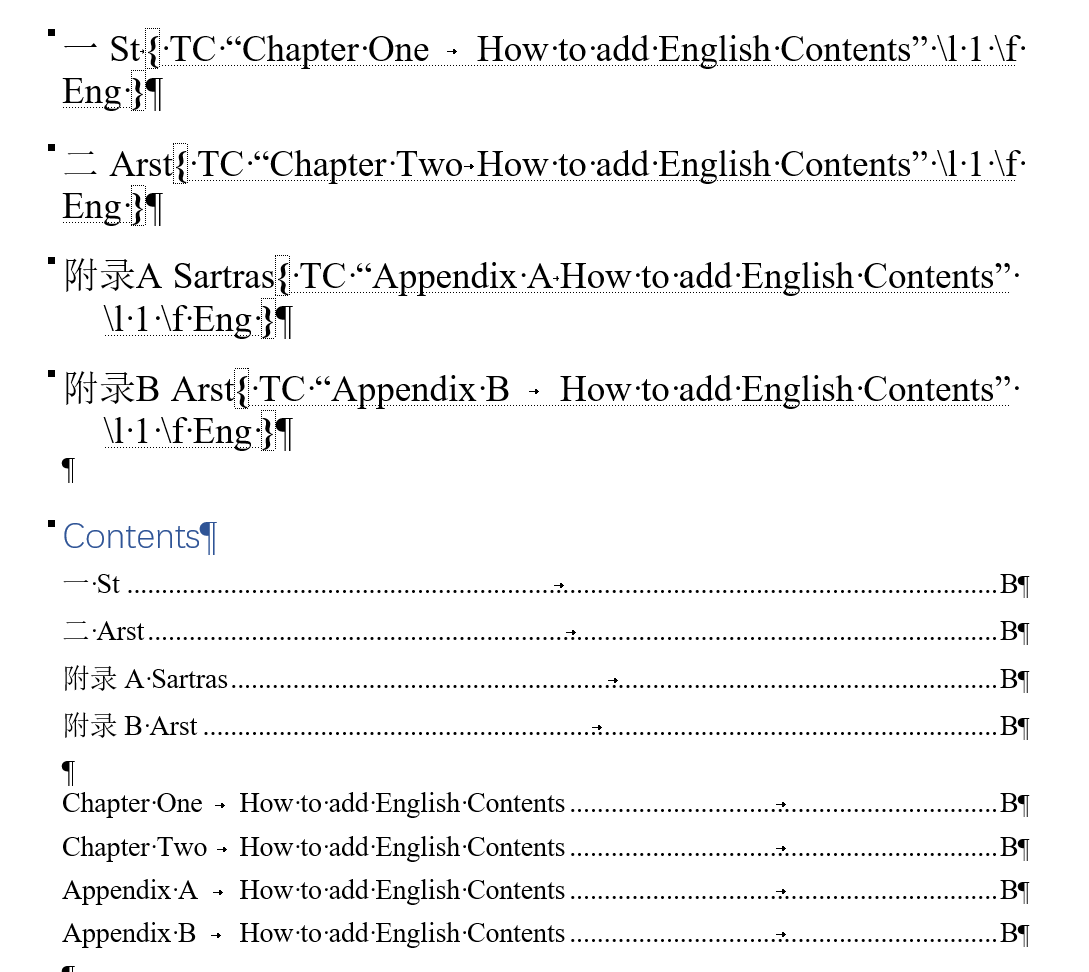 一 St{·TC·“Chapter·One → How·to·add·English·Contents”·\l·1·\f·
Eng·}¶
二 Arst{·TC·“Chapter·Two→How·to·add·English·Contents”·\l·1·\f·
Eng·}¶
附录A Sartras{·TC·“Appendix·A→How·to·add·English·Contents”·
\l·1·\f·Eng·}¶
附录B Arst{·TC·“Appendix·B → How·to·add·English·Contents”·
\l·1·\f·Eng·}¶
¶
Contents¶
一·St ........................→........................B¶
二·Arst........................→........................B¶
附录 A·Sartras........................→........................B¶
附录 B·Arst ........................→........................B¶
¶
Chapter·One → How·to·add·English·Contents ................→................B¶
Chapter·Two → How·to·add·English·Contents ................→................B¶
Appendix·A → How·to·add·English·Contents ................→................B¶
Appendix·B → How·to·add·English·Contents ................→................B¶
¶